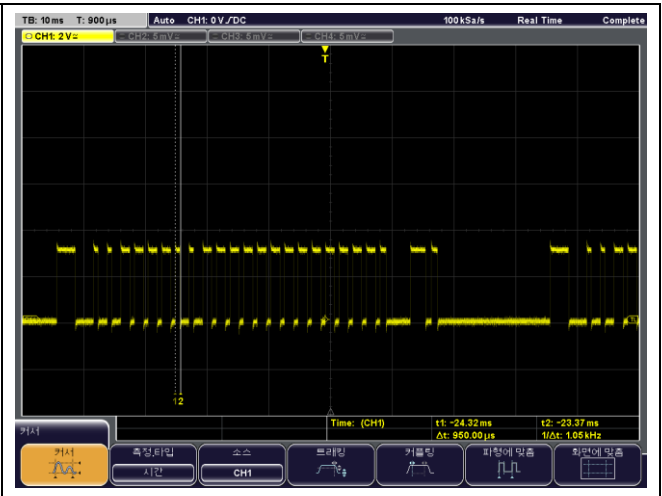 TB: 10 ms T: 900 µs Auto CH1: 0 V DC 100 kSa/s Real Time Complete
CH1: 2 V CH2: 5 mV CH3: 5 mV CH4: 5 mV
T
12
Time: (CH1) t1: -24.32 ms t2: -23.37 ms
Δt: 950.00 µs 1/Δt: 1.05 kHz
커서
커서 측정.타입 소스 트래킹 커플링 파형에 맞춤 화면에 맞춤
시간 CH1